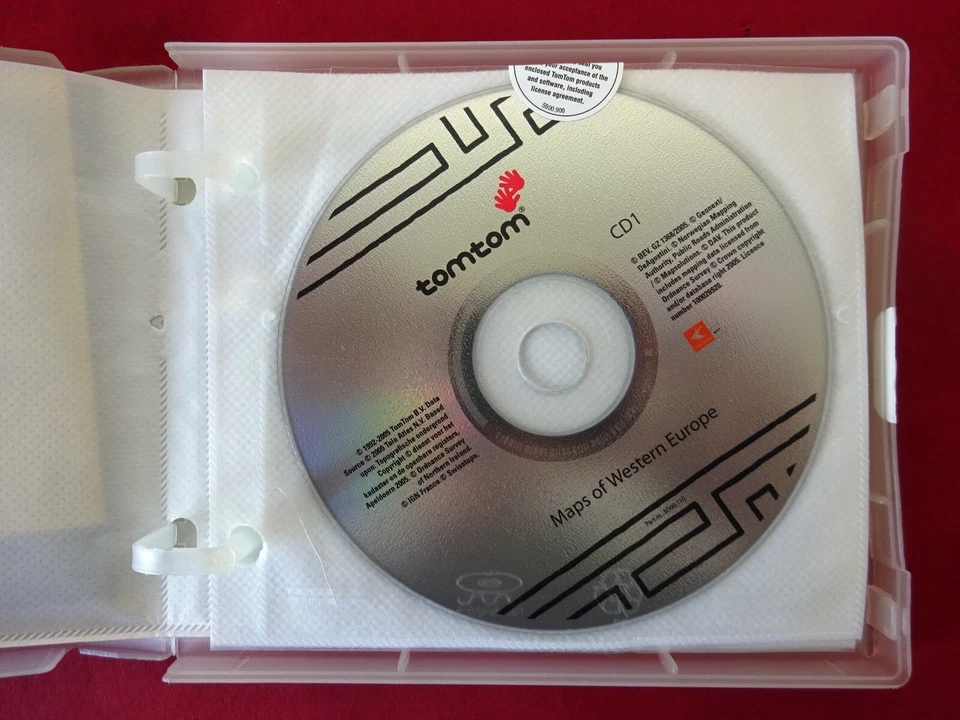 your acceptance of the
enclosed TomTom products
and software, including
license agreement.
5B00.900
tomtom®
CD1
© BEV, GZ 1368/2005. © Geonext/
DeAgostini. © Norwegian Mapping
Authority, Public Roads Administration
/ © Mapsolutions. © DAV. This product
includes mapping data licensed from
Ordnance Survey © Crown copyright
and/or database right 2005. Licence
number 100026920.
© 1992-2005 TomTom B.V. Data
Source © 2005 Tele Atlas N.V. Based
upon: Topografische ondergrond
Copyright © dienst voor het
kadaster en de openbare registers,
Apeldoorn 2005. © Ordnance Survey
of Northern Ireland.
© IGN France.© Swisstopo.
Maps of Western Europe
Part nr.: